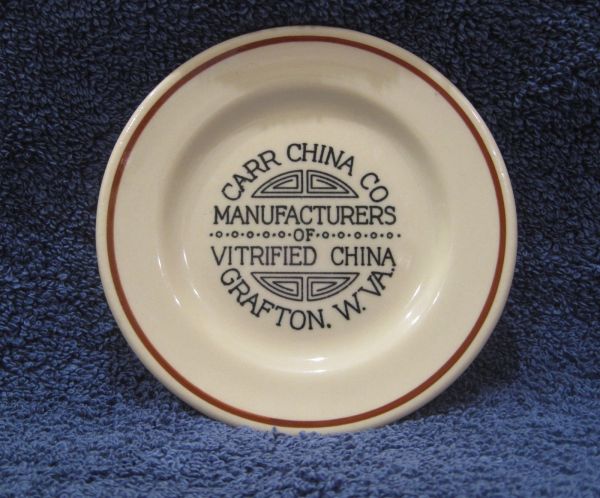 CARR CHINA CO
MANUFACTURERS
OF
VITRIFIED CHINA
GRAFTON. W. VA.